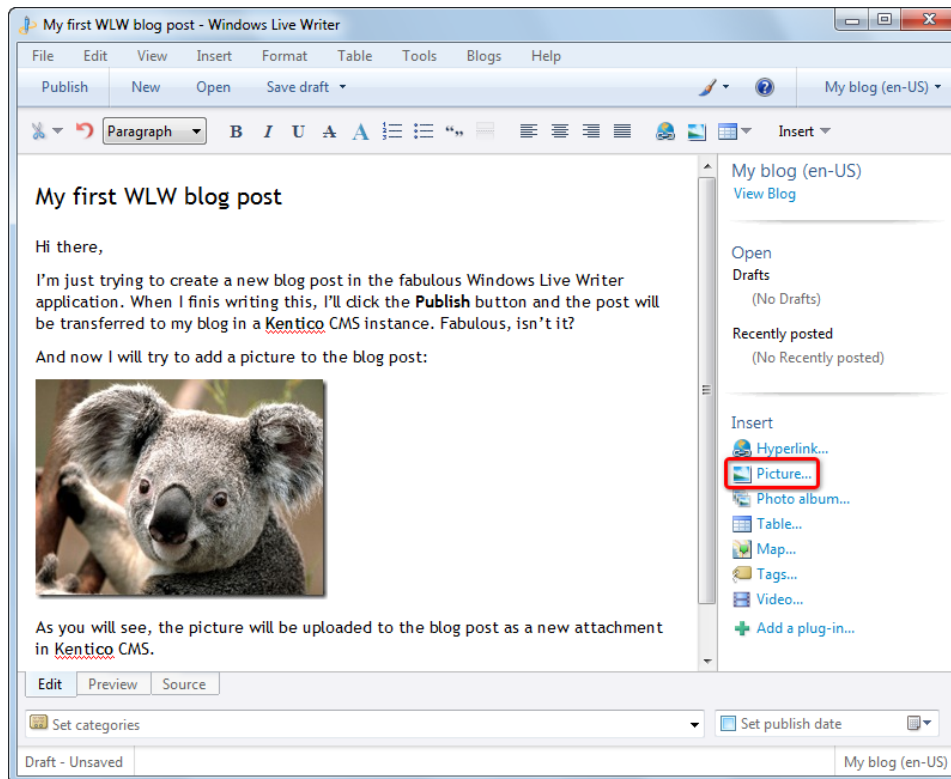 My first WLW blog post - Windows Live Writer
File Edit View Insert Format Table Tools Blogs Help
Publish New Open Save draft My blog (en-US)
Paragraph B I U A A “„ Insert
My first WLW blog post
Hi there,
I’m just trying to create a new blog post in the fabulous Windows Live Writer
application. When I finis writing this, I’ll click the Publish button and the post will
be transferred to my blog in a Kentico CMS instance. Fabulous, isn’t it?
And now I will try to add a picture to the blog post:
As you will see, the picture will be uploaded to the blog post as a new attachment
in Kentico CMS.
My blog (en-US)
View Blog
Open
Drafts
(No Drafts)
Recently posted
(No Recently posted)
Insert
Hyperlink...
Picture...
Photo album...
Table...
Map...
Tags...
Video...
Add a plug-in...
Edit Preview Source
Set categories
Set publish date
Draft - Unsaved
My blog (en-US)